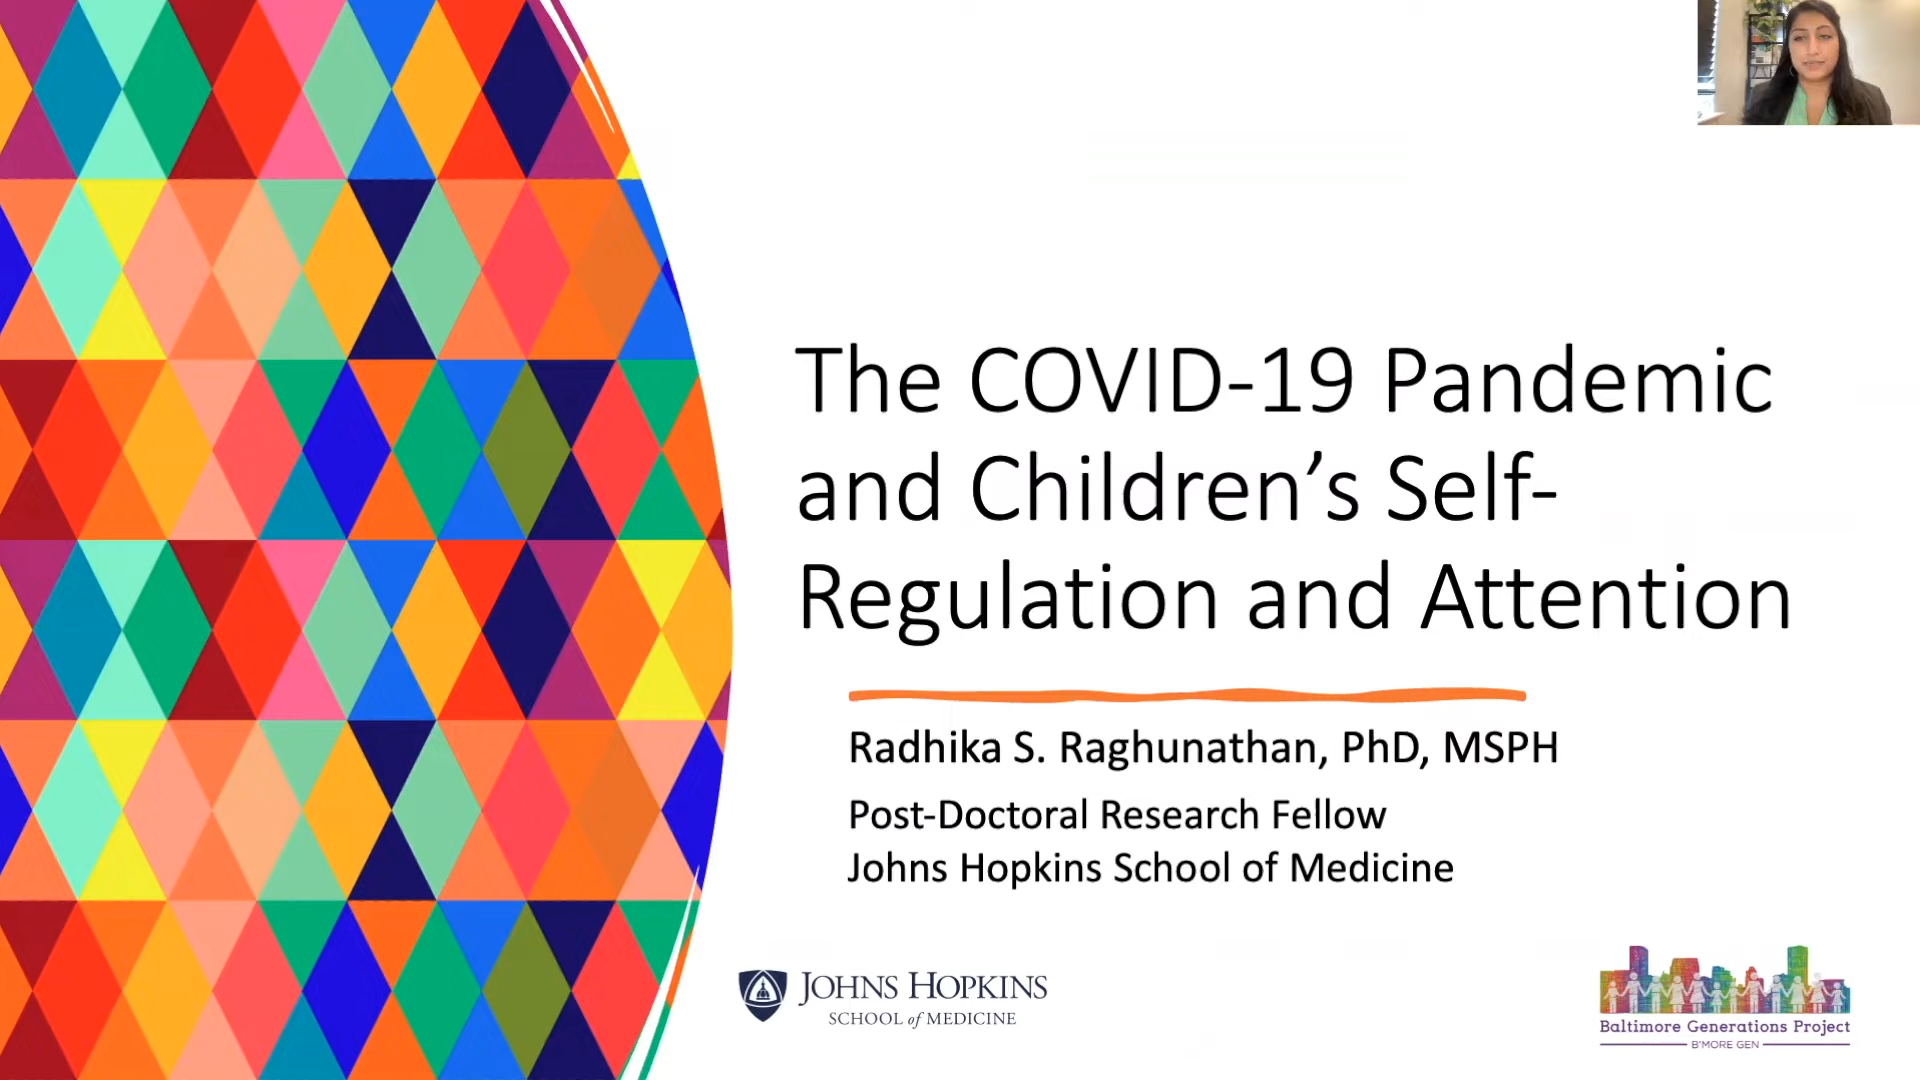 The COVID-19 Pandemic
and Children’s Self-
Regulation and Attention
Radhika S. Raghunathan, PhD, MSPH
Post-Doctoral Research Fellow
Johns Hopkins School of Medicine
JOHNS HOPKINS
SCHOOL of MEDICINE
Baltimore Generations Project
B'MORE GEN